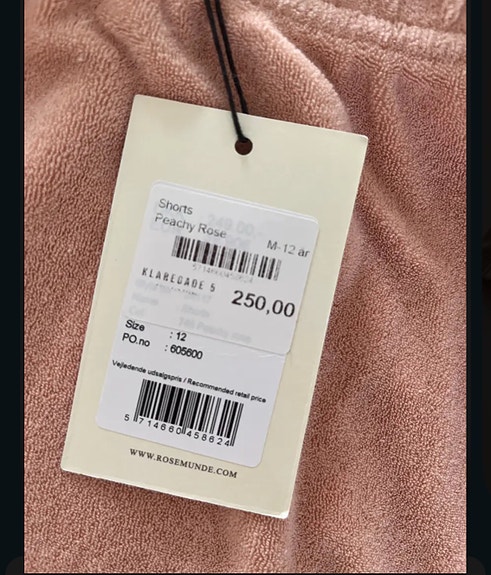 Shorts
Peachy Rose
M-12 år
5714660458624
KLAREGADE 5
250,00
Size : 12
PO.no : 605600
Vejledende udsalgspris / Recommended retail price
5 714660 458624
WWW.ROSEMUNDE.COM